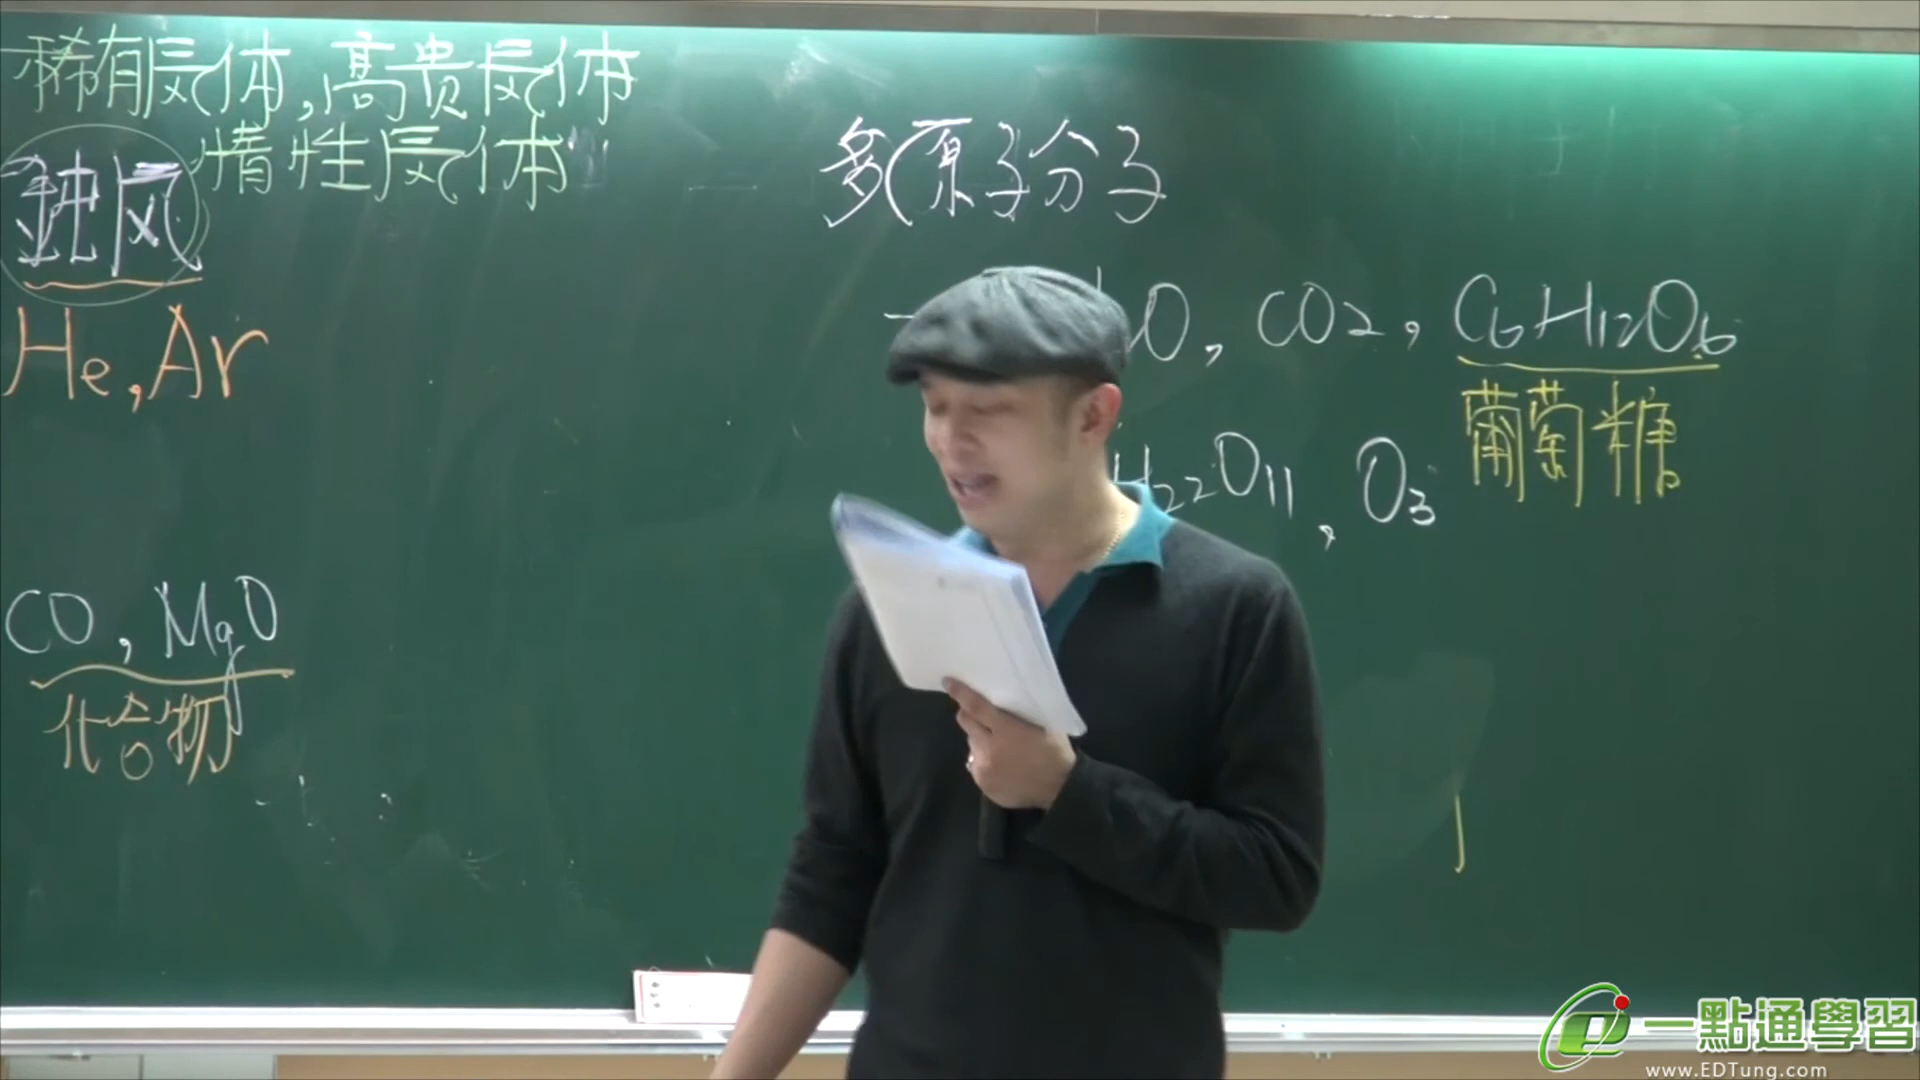 稀有氣体,高贵氣体
惰性氣体
鈍氣
He,Ar
CO,MgO
化合物
多原子分子
O, CO2, C6H12O6
葡萄糖
H22O11, O3
一點通學習
www.EDTung.com